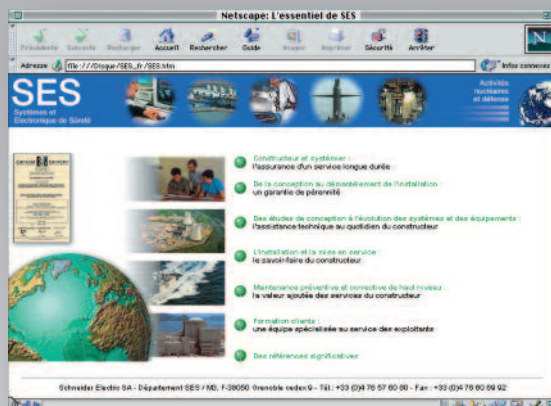 Netscape: L'essentiel de SES
Précédente Suivante Recharger Accueil Rechercher Guide Images Imprimer Sécurité Arrêter
N
Adresse file:///Disque/SES_fr/SES.htm Infos connexes
SES
Systèmes et
Electronique de Sûreté
Activités
nucléaires
et défense
Constructeur et systémier :
l'assurance d'un service longue durée
De la conception au démantèlement de l'installation :
un garantie de pérennité
Des études de conception à l'évolution des systèmes et des équipements :
l'assistance technique au quotidien du constructeur
L'installation et la mise en service :
le savoir-faire du constructeur
Maintenance préventive et corrective de haut niveau :
la valeur ajoutée des services du constructeur
Formation clients :
une équipe spécialisée au service des exploitants
Des références significatives
Schneider Electric SA - Département SES / M3, F-38050 Grenoble cedex 9 - Tél.: +33 (0)4 76 57 60 60 - Fax : +33 (0)4 76 60 69 92